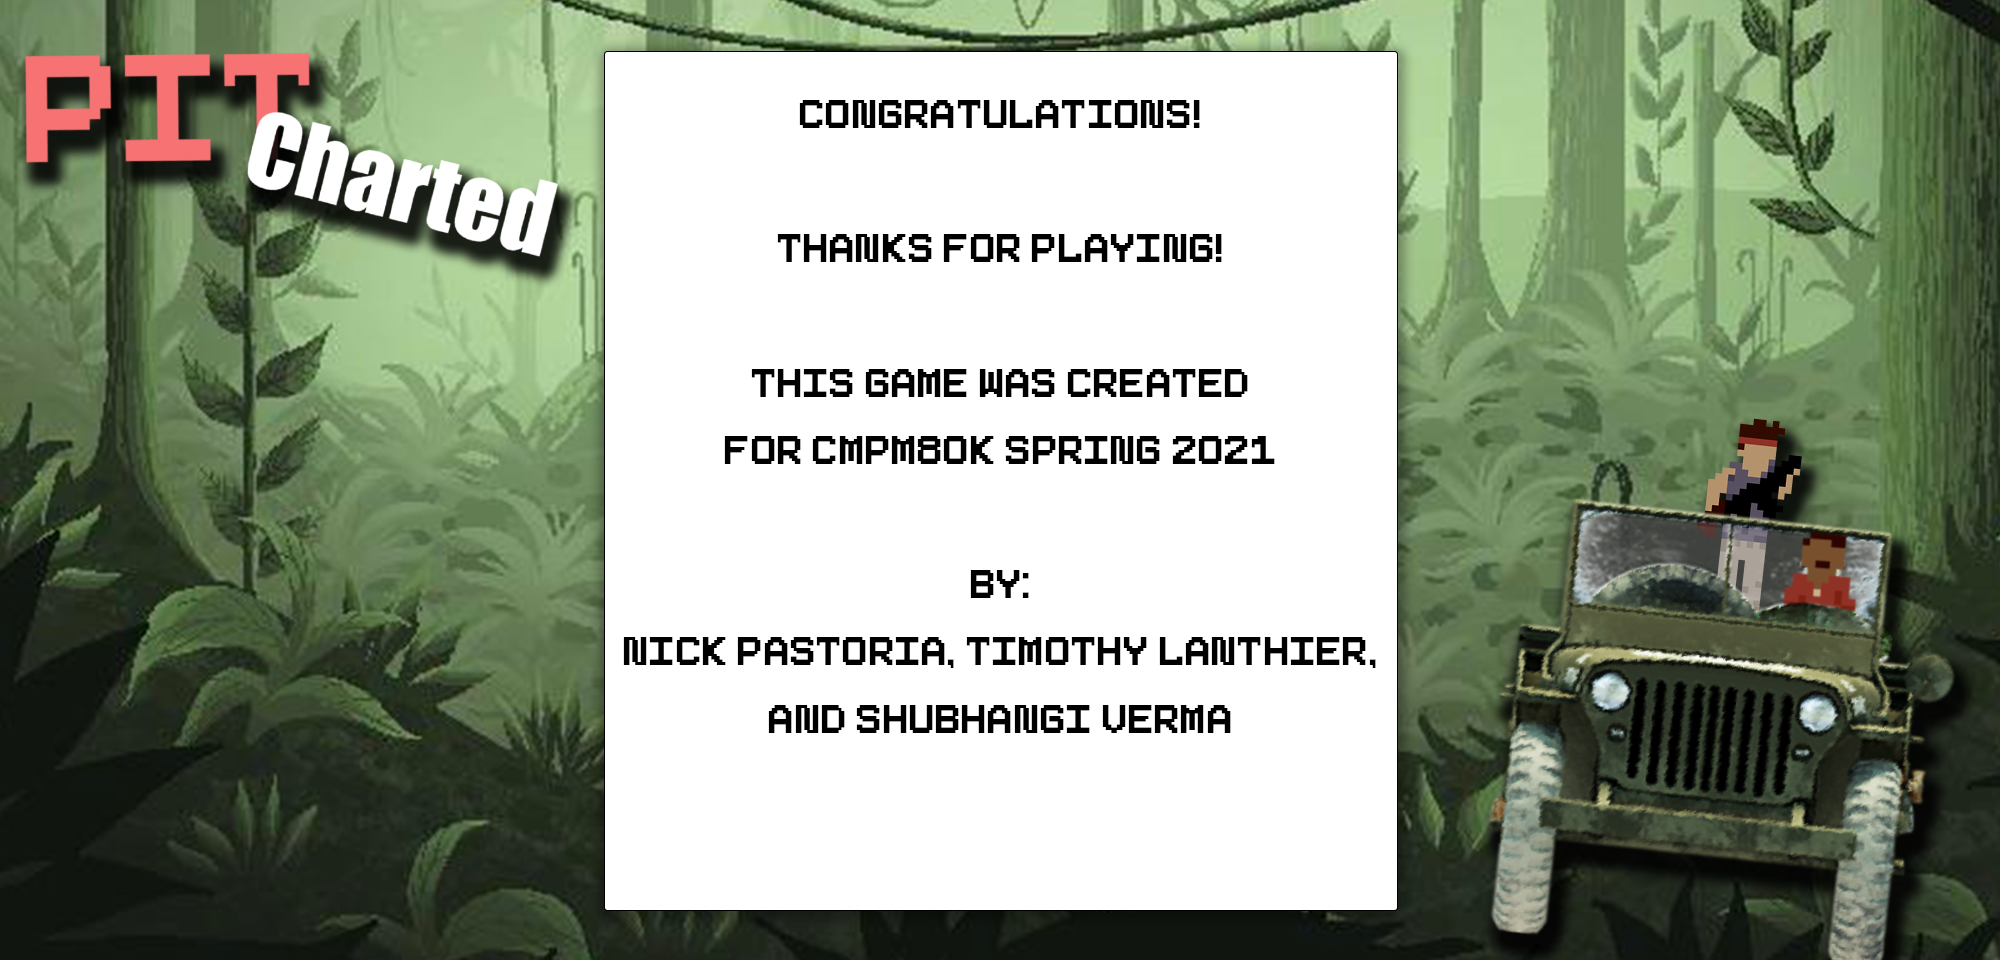 PIT
Charted
CONGRATULATIONS!
THANKS FOR PLAYING!
THIS GAME WAS CREATED
FOR CMPM80K SPRING 2021
BY:
NICK PASTORIA, TIMOTHY LANTHIER,
AND SHUBHANGI VERMA